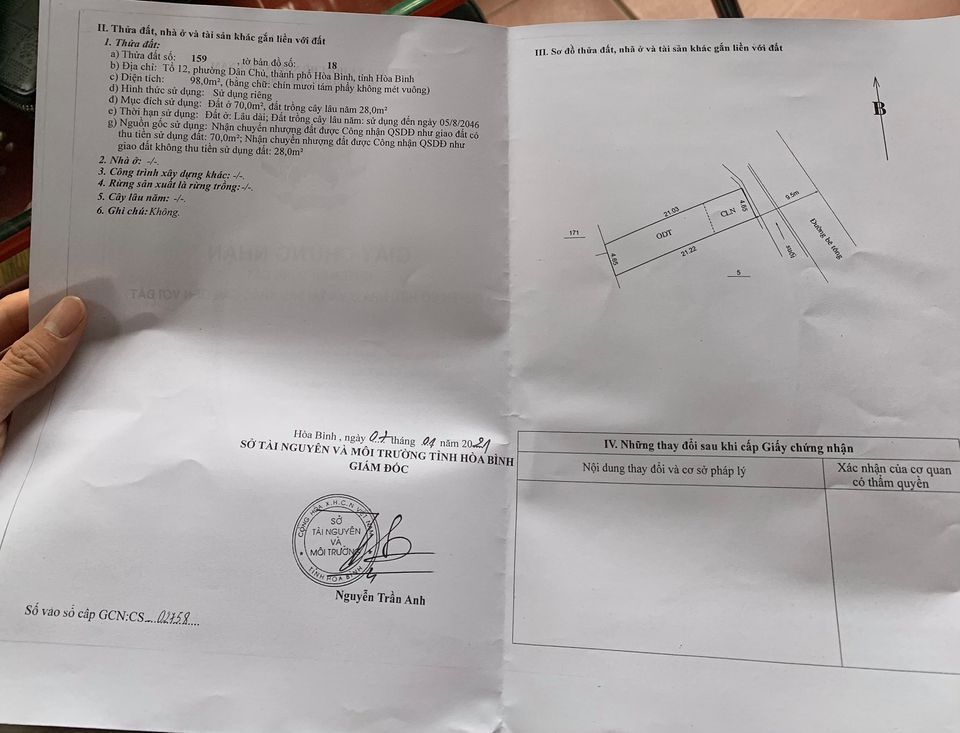 II. Thửa đất, nhà ở và tài sản khác gắn liền với đất
1. Thửa đất:
a) Thửa đất số: 159 , tờ bản đồ số: 18
b) Địa chỉ: Tổ 12, phường Dân Chủ, thành phố Hòa Bình, tỉnh Hòa Bình
c) Diện tích: 98,0m², (bằng chữ: chín mươi tám phẩy không mét vuông)
d) Hình thức sử dụng: Sử dụng riêng
đ) Mục đích sử dụng: Đất ở 70,0m², đất trồng cây lâu năm 28,0m²
e) Thời hạn sử dụng: Đất ở: Lâu dài; Đất trồng cây lâu năm: sử dụng đến ngày 05/8/2046
g) Nguồn gốc sử dụng: Nhận chuyển nhượng đất được Công nhận QSDĐ như giao đất có
thu tiền sử dụng đất: 70,0m²; Nhận chuyển nhượng đất được Công nhận QSDĐ như
giao đất không thu tiền sử dụng đất: 28,0m²
2. Nhà ở: -/-.
3. Công trình xây dựng khác: -/-.
4. Rừng sản xuất là rừng trồng: -/-.
5. Cây lâu năm: -/-.
6. Ghi chú: Không.
Hòa Bình , ngày 07 tháng 01 năm 2021
SỞ TÀI NGUYÊN VÀ MÔI TRƯỜNG TỈNH HÒA BÌNH
GIÁM ĐỐC
CỘNG HÒA X.H.C.N VIỆT NAM
SỞ
TÀI NGUYÊN
VÀ
MÔI TRƯỜNG
TỈNH HÒA BÌNH
Nguyễn Trần Anh
Số vào sổ cấp GCN:CS....02758....
III. Sơ đồ thửa đất, nhà ở và tài sản khác gắn liền với đất
B
21.03
4.65
9.5m
CLN
ODT
171
21.22
4.65
suối
Đường bê tông
5
IV. Những thay đổi sau khi cấp Giấy chứng nhận
Nội dung thay đổi và cơ sở pháp lý
Xác nhận của cơ quan
có thẩm quyền